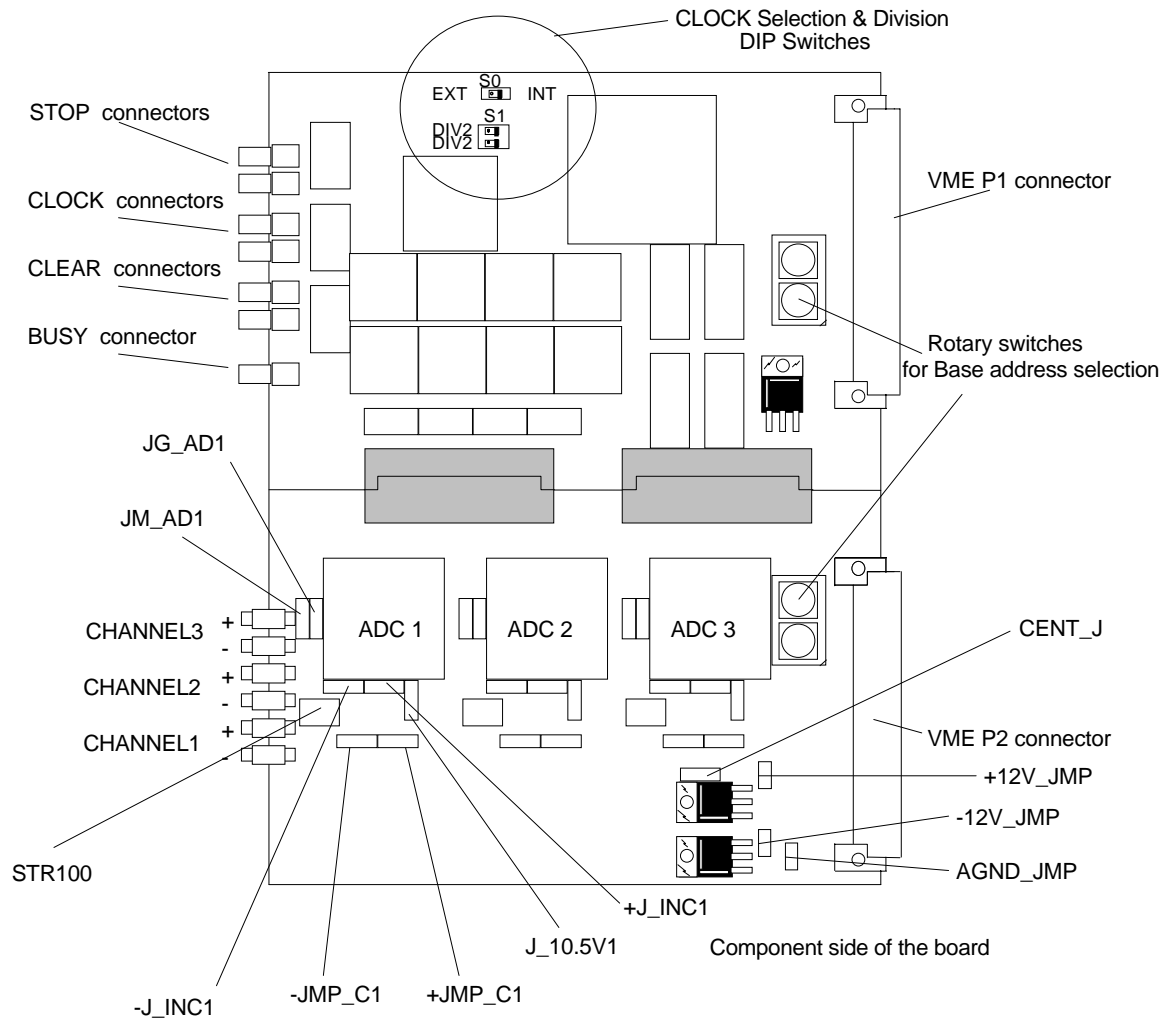 CLOCK Selection & Division
DIP Switches
S0
EXT
INT
S1
DIV2
DIV2
STOP connectors
CLOCK connectors
CLEAR connectors
BUSY connector
VME P1 connector
Rotary switches
for Base address selection
JG_AD1
JM_AD1
CHANNEL3
+
-
CHANNEL2
+
-
CHANNEL1
+
-
ADC 1
ADC 2
ADC 3
CENT_J
VME P2 connector
+12V_JMP
-12V_JMP
AGND_JMP
STR100
+J_INC1
J_10.5V1
Component side of the board
-J_INC1
-JMP_C1
+JMP_C1